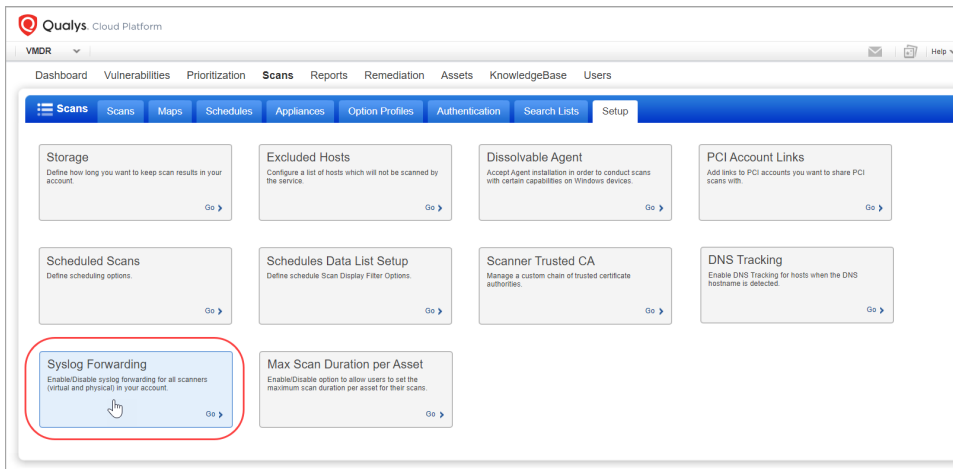 Qualys. Cloud Platform
VMDR
Help
Dashboard Vulnerabilities Prioritization Scans Reports Remediation Assets KnowledgeBase Users
Scans Scans Maps Schedules Appliances Option Profiles Authentication Search Lists Setup
Storage
Define how long you want to keep scan results in your
account.
Go
Excluded Hosts
Configure a list of hosts which will not be scanned by
the service.
Go
Dissolvable Agent
Accept Agent installation in order to conduct scans
with certain capabilities on Windows devices.
Go
PCI Account Links
Add links to PCI accounts you want to share PCI
scans with.
Go
Scheduled Scans
Define scheduling options.
Go
Schedules Data List Setup
Define schedule Scan Display Filter Options.
Go
Scanner Trusted CA
Manage a custom chain of trusted certificate
authorities.
Go
DNS Tracking
Enable DNS Tracking for hosts when the DNS
hostname is detected.
Go
Syslog Forwarding
Enable/Disable syslog forwarding for all scanners
(virtual and physical) in your account.
Go
Max Scan Duration per Asset
Enable/Disable option to allow users to set the
maximum scan duration per asset for their scans.
Go